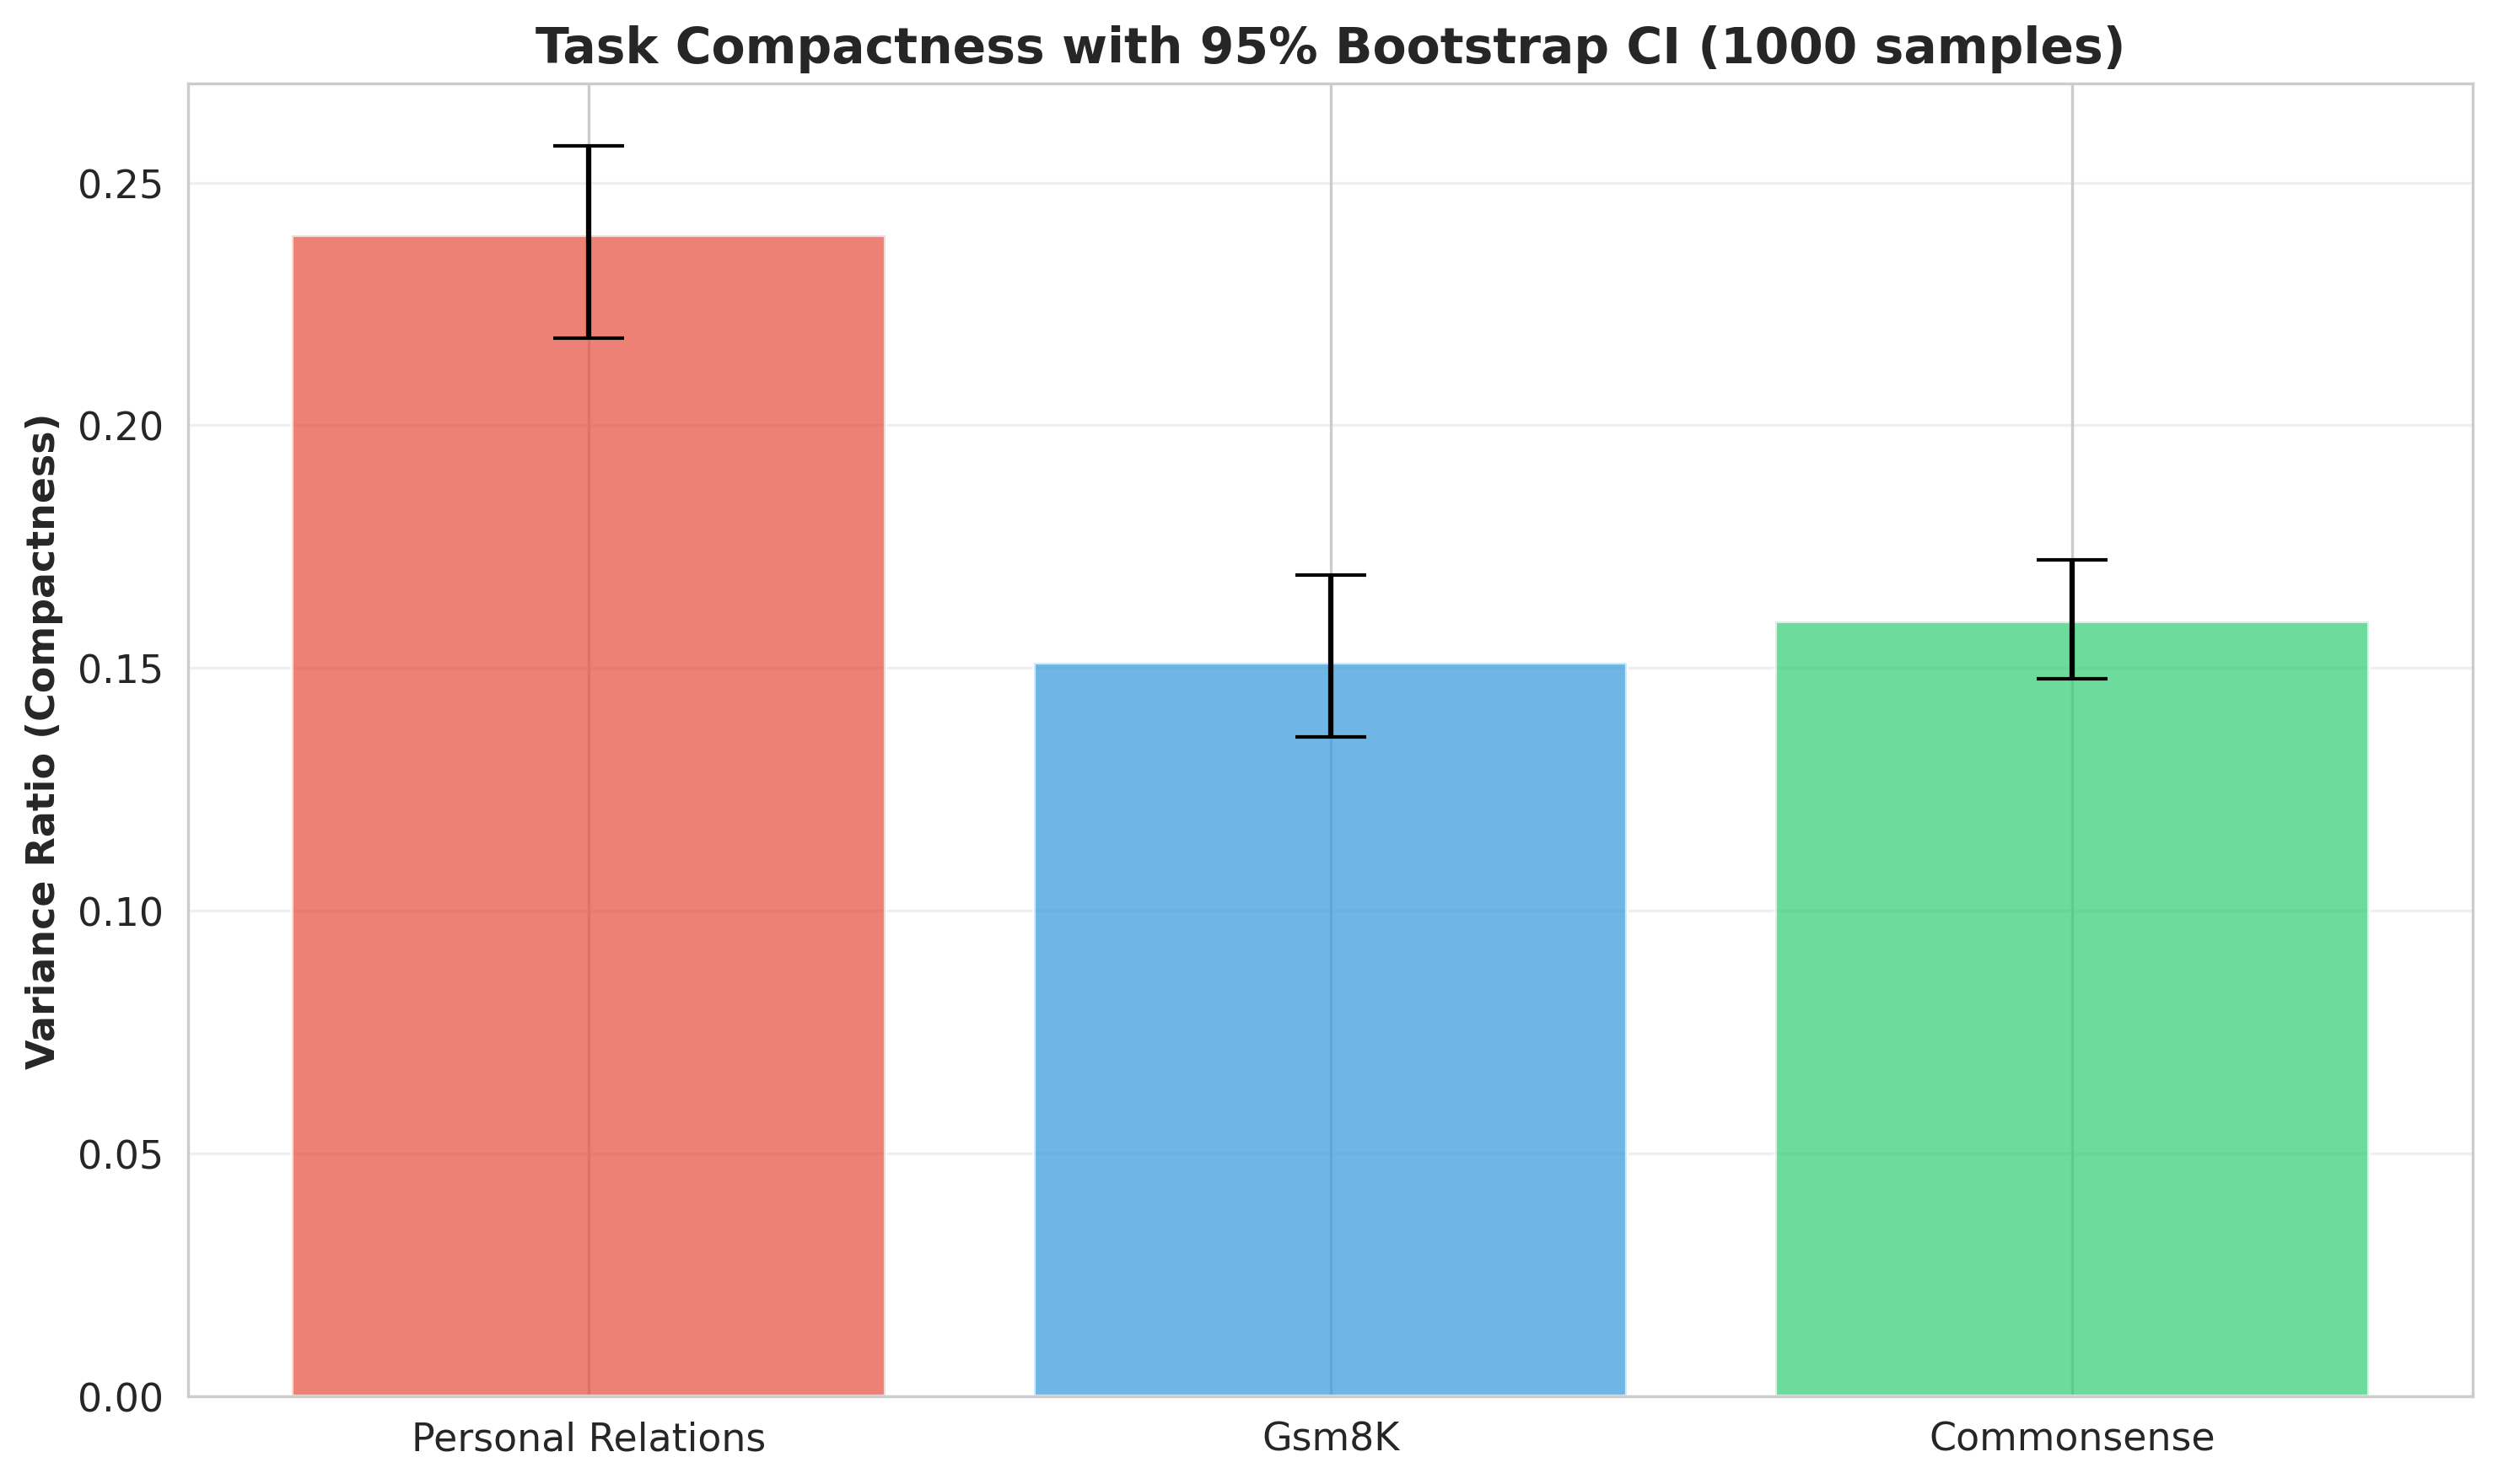 Task Compactness with 95% Bootstrap CI (1000 samples)
Variance Ratio (Compactness)
0.25
0.20
0.15
0.10
0.05
0.00
Personal Relations
Gsm8K
Commonsense